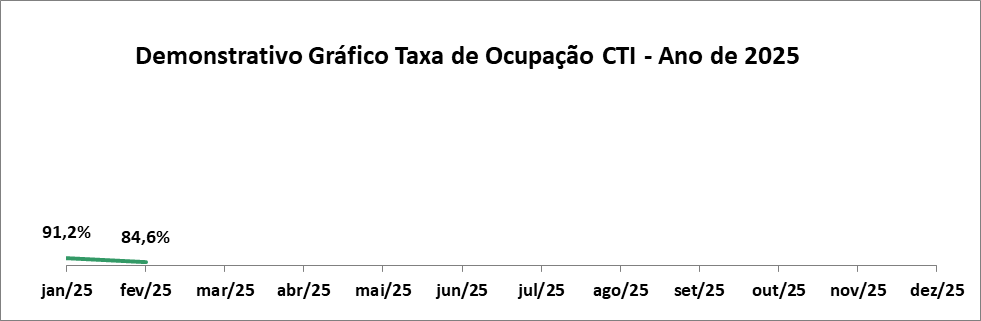 Demonstrativo Gráfico Taxa de Ocupação CTI - Ano de 2025
91,2%
84,6%
jan/25 fev/25 mar/25 abr/25 mai/25 jun/25 jul/25 ago/25 set/25 out/25 nov/25 dez/25